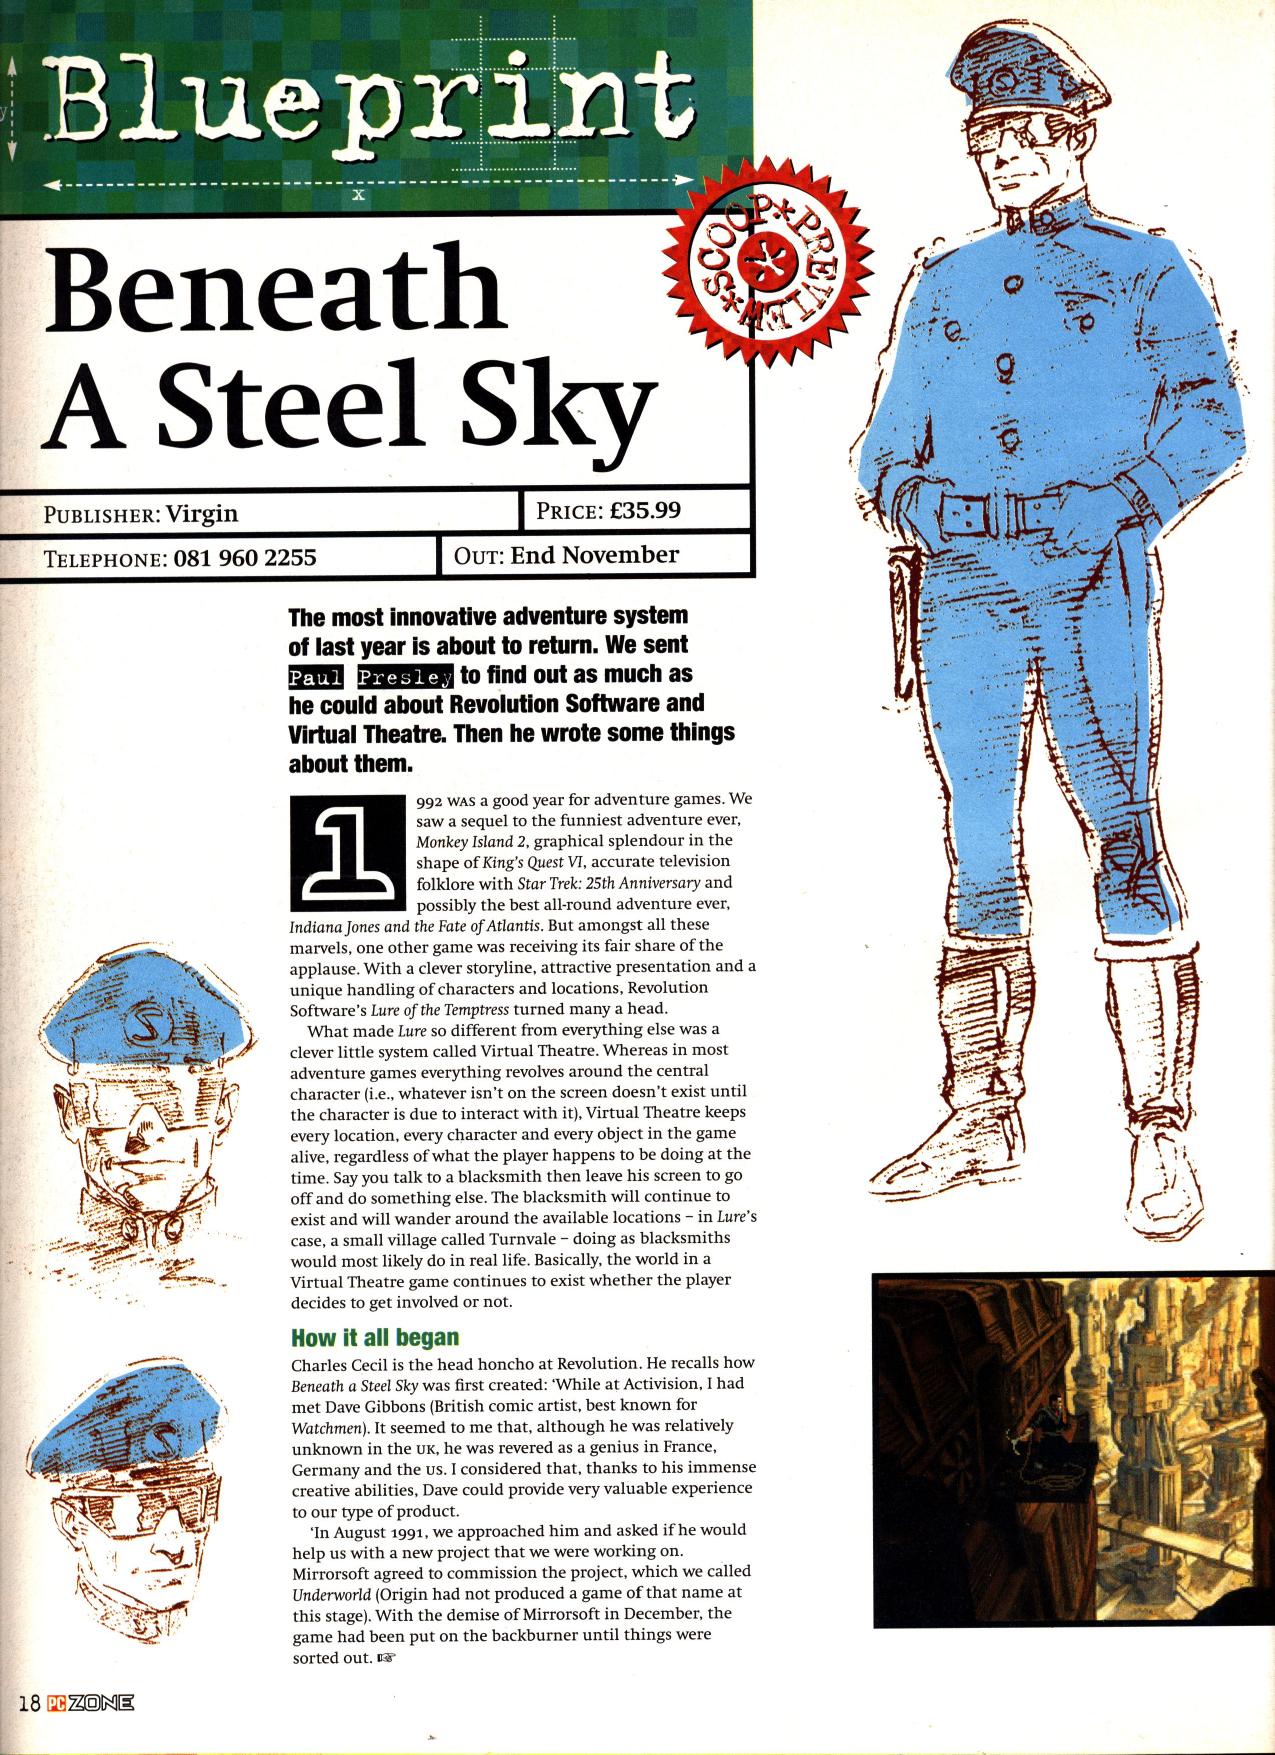 Blueprint
y
x
SCOOP*PREVIEW*
Beneath
A Steel Sky
PUBLISHER: Virgin
PRICE: £35.99
TELEPHONE: 081 960 2255
OUT: End November
The most innovative adventure system
of last year is about to return. We sent
Paul Presley to find out as much as
he could about Revolution Software and
Virtual Theatre. Then he wrote some things
about them.
1992 WAS a good year for adventure games. We
saw a sequel to the funniest adventure ever,
Monkey Island 2, graphical splendour in the
shape of King's Quest VI, accurate television
folklore with Star Trek: 25th Anniversary and
possibly the best all-round adventure ever,
Indiana Jones and the Fate of Atlantis. But amongst all these
marvels, one other game was receiving its fair share of the
applause. With a clever storyline, attractive presentation and a
unique handling of characters and locations, Revolution
Software's Lure of the Temptress turned many a head.
What made Lure so different from everything else was a
clever little system called Virtual Theatre. Whereas in most
adventure games everything revolves around the central
character (i.e., whatever isn't on the screen doesn't exist until
the character is due to interact with it), Virtual Theatre keeps
every location, every character and every object in the game
alive, regardless of what the player happens to be doing at the
time. Say you talk to a blacksmith then leave his screen to go
off and do something else. The blacksmith will continue to
exist and will wander around the available locations – in Lure's
case, a small village called Turnvale – doing as blacksmiths
would most likely do in real life. Basically, the world in a
Virtual Theatre game continues to exist whether the player
decides to get involved or not.
How it all began
Charles Cecil is the head honcho at Revolution. He recalls how
Beneath a Steel Sky was first created: 'While at Activision, I had
met Dave Gibbons (British comic artist, best known for
Watchmen). It seemed to me that, although he was relatively
unknown in the UK, he was revered as a genius in France,
Germany and the US. I considered that, thanks to his immense
creative abilities, Dave could provide very valuable experience
to our type of product.
'In August 1991, we approached him and asked if he would
help us with a new project that we were working on.
Mirrorsoft agreed to commission the project, which we called
Underworld (Origin had not produced a game of that name at
this stage). With the demise of Mirrorsoft in December, the
game had been put on the backburner until things were
sorted out. ☞
S
S
18 PC ZONE